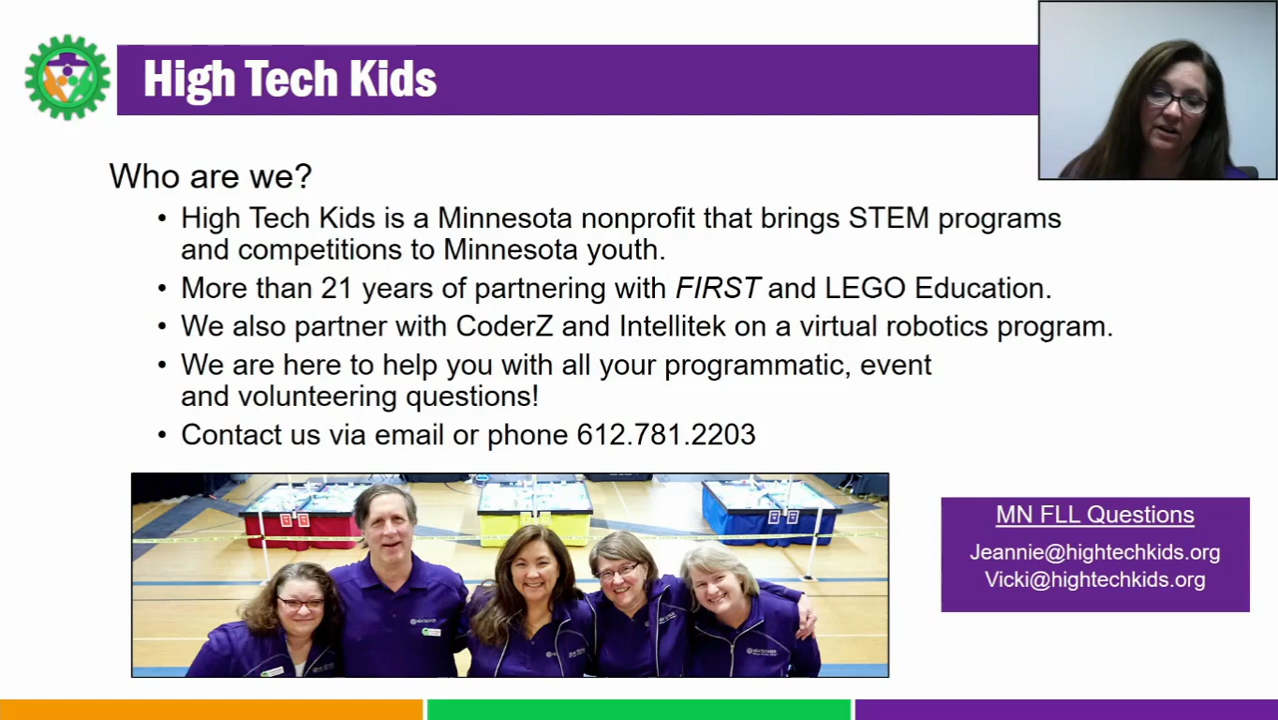 High Tech Kids
Who are we?
• High Tech Kids is a Minnesota nonprofit that brings STEM programs
and competitions to Minnesota youth.
• More than 21 years of partnering with FIRST and LEGO Education.
• We also partner with CoderZ and Intellitek on a virtual robotics program.
• We are here to help you with all your programmatic, event
and volunteering questions!
• Contact us via email or phone 612.781.2203
MN FLL Questions
Jeannie@hightechkids.org
Vicki@hightechkids.org